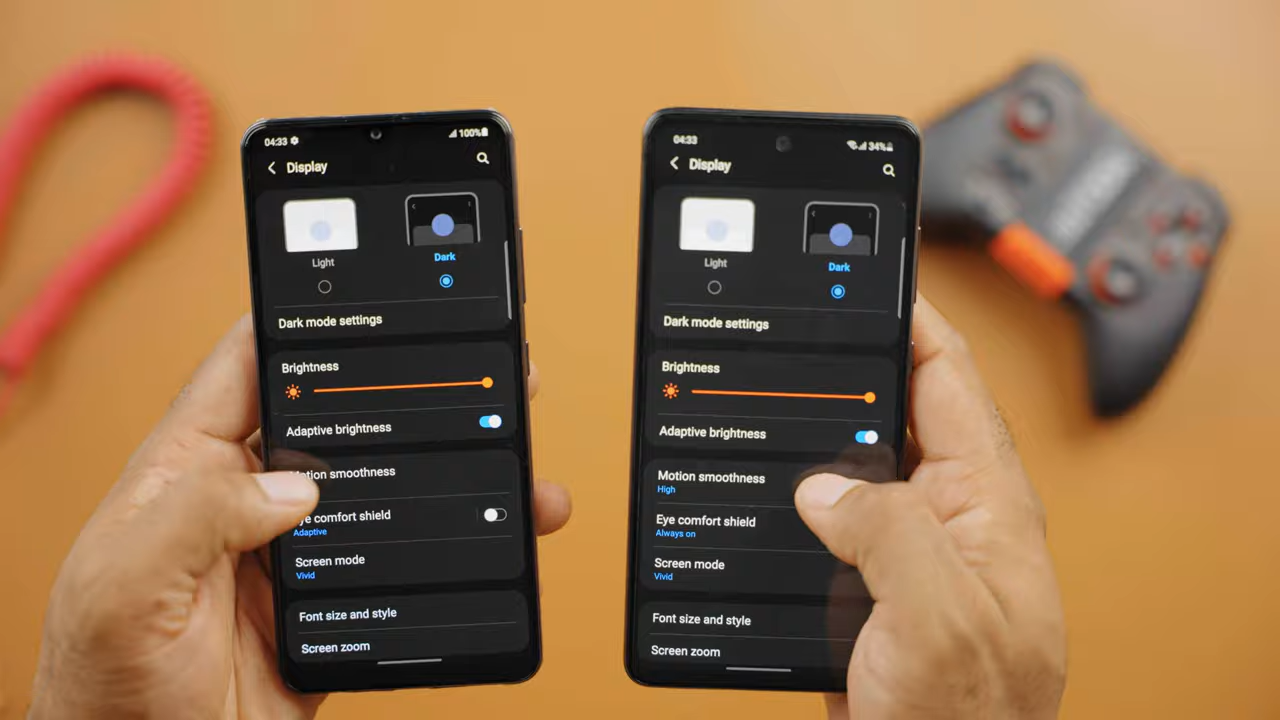 04:33
100%
Display
Light
Dark
Dark mode settings
Brightness
Adaptive brightness
otion smoothness
ye comfort shield
Adaptive
Screen mode
Vivid
Font size and style
Screen zoom
04:33
34%
Display
Light
Dark
Dark mode settings
Brightness
Adaptive brightness
Motion smoothness
High
Eye comfort shield
Always on
Screen mode
Vivid
Font size and style
Screen zoom